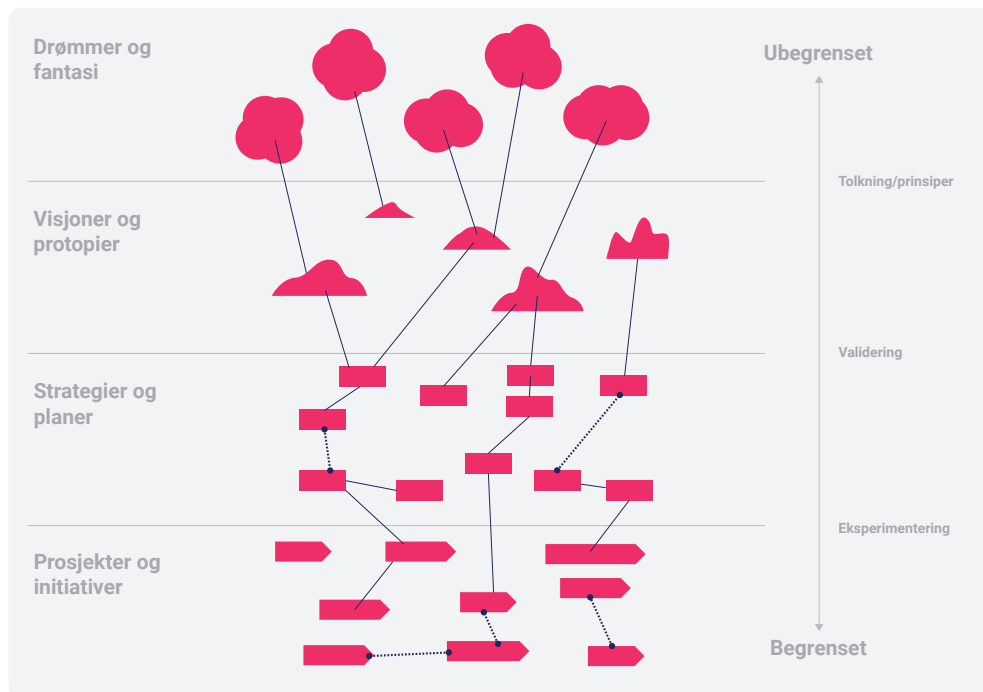 Drømmer og
fantasi
Ubegrenset
Tolkning/prinsiper
Visjoner og
protopier
Validering
Strategier og
planer
Eksperimentering
Prosjekter og
initiativer
Begrenset